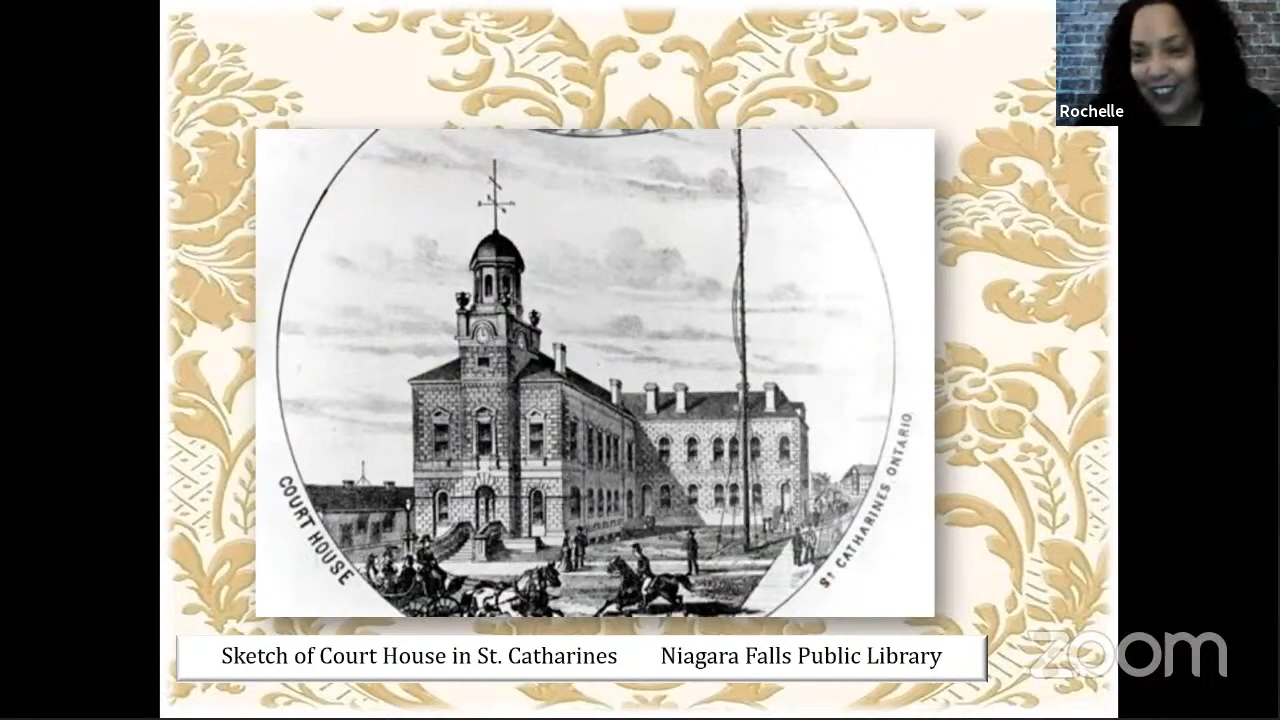 Rochelle
COURT HOUSE
ST CATHARINES ONTARIO
Sketch of Court House in St. Catharines Niagara Falls Public Library
zoom